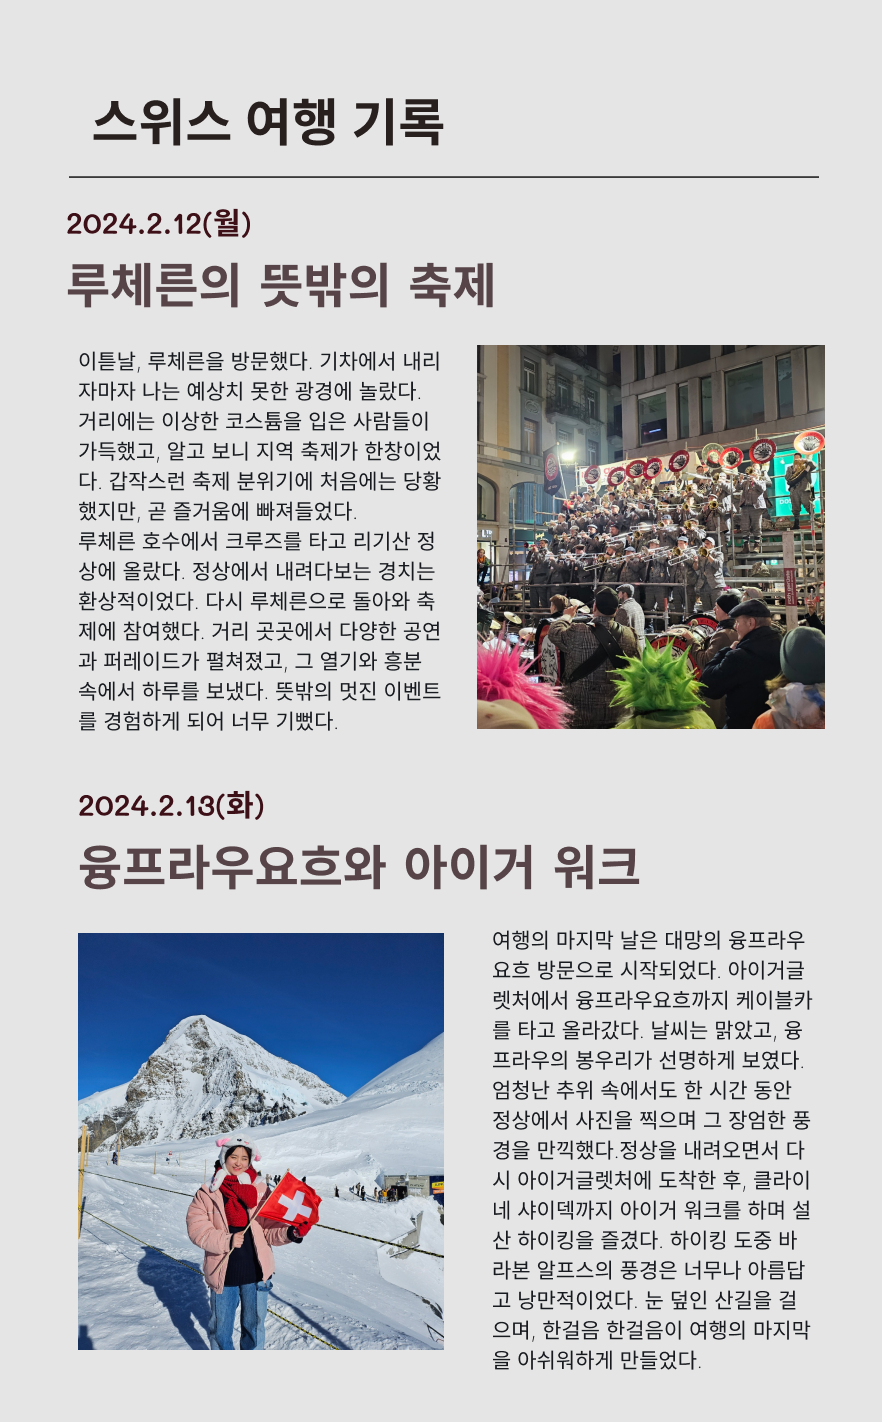 스위스 여행 기록
2024.2.12(월)
루체른의 뜻밖의 축제
이튿날, 루체른을 방문했다. 기차에서 내리
자마자 나는 예상치 못한 광경에 놀랐다.
거리에는 이상한 코스튬을 입은 사람들이
가득했고, 알고 보니 지역 축제가 한창이었
다. 갑작스런 축제 분위기에 처음에는 당황
했지만, 곧 즐거움에 빠져들었다.
루체른 호수에서 크루즈를 타고 리기산 정
상에 올랐다. 정상에서 내려다보는 경치는
환상적이었다. 다시 루체른으로 돌아와 축
제에 참여했다. 거리 곳곳에서 다양한 공연
과 퍼레이드가 펼쳐졌고, 그 열기와 흥분
속에서 하루를 보냈다. 뜻밖의 멋진 이벤트
를 경험하게 되어 너무 기뻤다.
2024.2.13(화)
융프라우요흐와 아이거 워크
여행의 마지막 날은 대망의 융프라우
요흐 방문으로 시작되었다. 아이거글
렛처에서 융프라우요흐까지 케이블카
를 타고 올라갔다. 날씨는 맑았고, 융
프라우의 봉우리가 선명하게 보였다.
엄청난 추위 속에서도 한 시간 동안
정상에서 사진을 찍으며 그 장엄한 풍
경을 만끽했다.정상을 내려오면서 다
시 아이거글렛처에 도착한 후, 클라이
네 샤이덱까지 아이거 워크를 하며 설
산 하이킹을 즐겼다. 하이킹 도중 바
라본 알프스의 풍경은 너무나 아름답
고 낭만적이었다. 눈 덮인 산길을 걸
으며, 한걸음 한걸음이 여행의 마지막
을 아쉬워하게 만들었다.